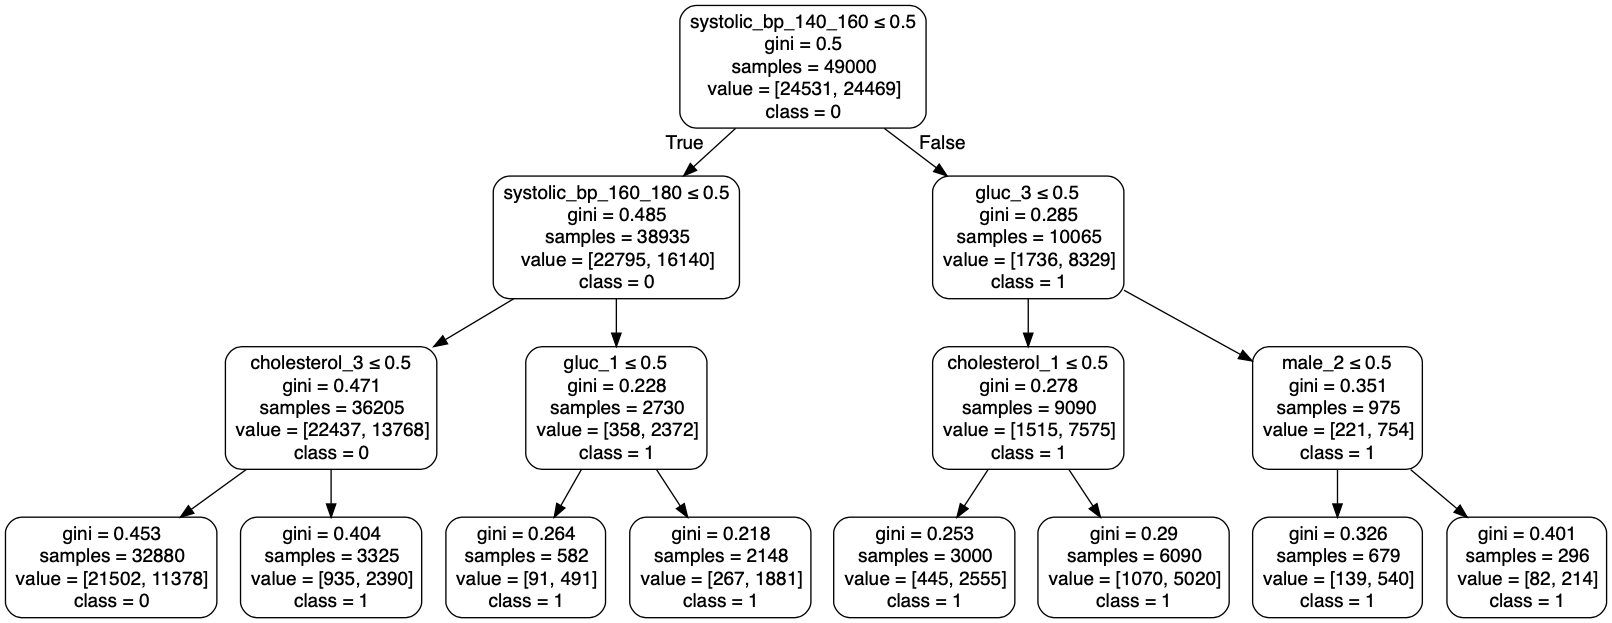 systolic_bp_140_160 ≤ 0.5
gini = 0.5
samples = 49000
value = [24531, 24469]
class = 0
True
False
systolic_bp_160_180 ≤ 0.5
gini = 0.485
samples = 38935
value = [22795, 16140]
class = 0
gluc_3 ≤ 0.5
gini = 0.285
samples = 10065
value = [1736, 8329]
class = 1
cholesterol_3 ≤ 0.5
gini = 0.471
samples = 36205
value = [22437, 13768]
class = 0
gluc_1 ≤ 0.5
gini = 0.228
samples = 2730
value = [358, 2372]
class = 1
cholesterol_1 ≤ 0.5
gini = 0.278
samples = 9090
value = [1515, 7575]
class = 1
male_2 ≤ 0.5
gini = 0.351
samples = 975
value = [221, 754]
class = 1
gini = 0.453
samples = 32880
value = [21502, 11378]
class = 0
gini = 0.404
samples = 3325
value = [935, 2390]
class = 1
gini = 0.264
samples = 582
value = [91, 491]
class = 1
gini = 0.218
samples = 2148
value = [267, 1881]
class = 1
gini = 0.253
samples = 3000
value = [445, 2555]
class = 1
gini = 0.29
samples = 6090
value = [1070, 5020]
class = 1
gini = 0.326
samples = 679
value = [139, 540]
class = 1
gini = 0.401
samples = 296
value = [82, 214]
class = 1